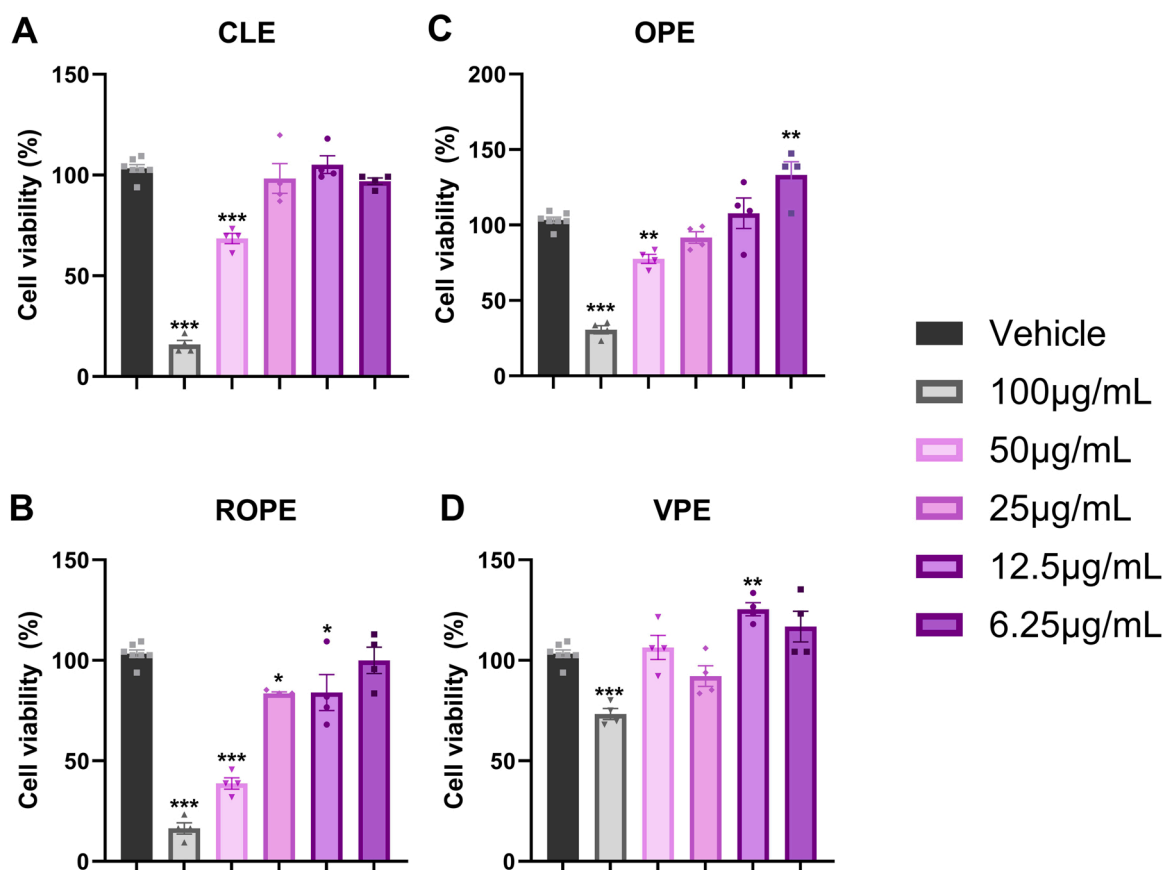 A
CLE
Cell viability (%)
150
100
50
0
***
***
C
OPE
Cell viability (%)
200
150
100
50
0
***
**
**
B
ROPE
Cell viability (%)
150
100
50
0
***
***
*
*
D
VPE
Cell viability (%)
150
100
50
0
***
**
Vehicle
100µg/mL
50µg/mL
25µg/mL
12.5µg/mL
6.25µg/mL